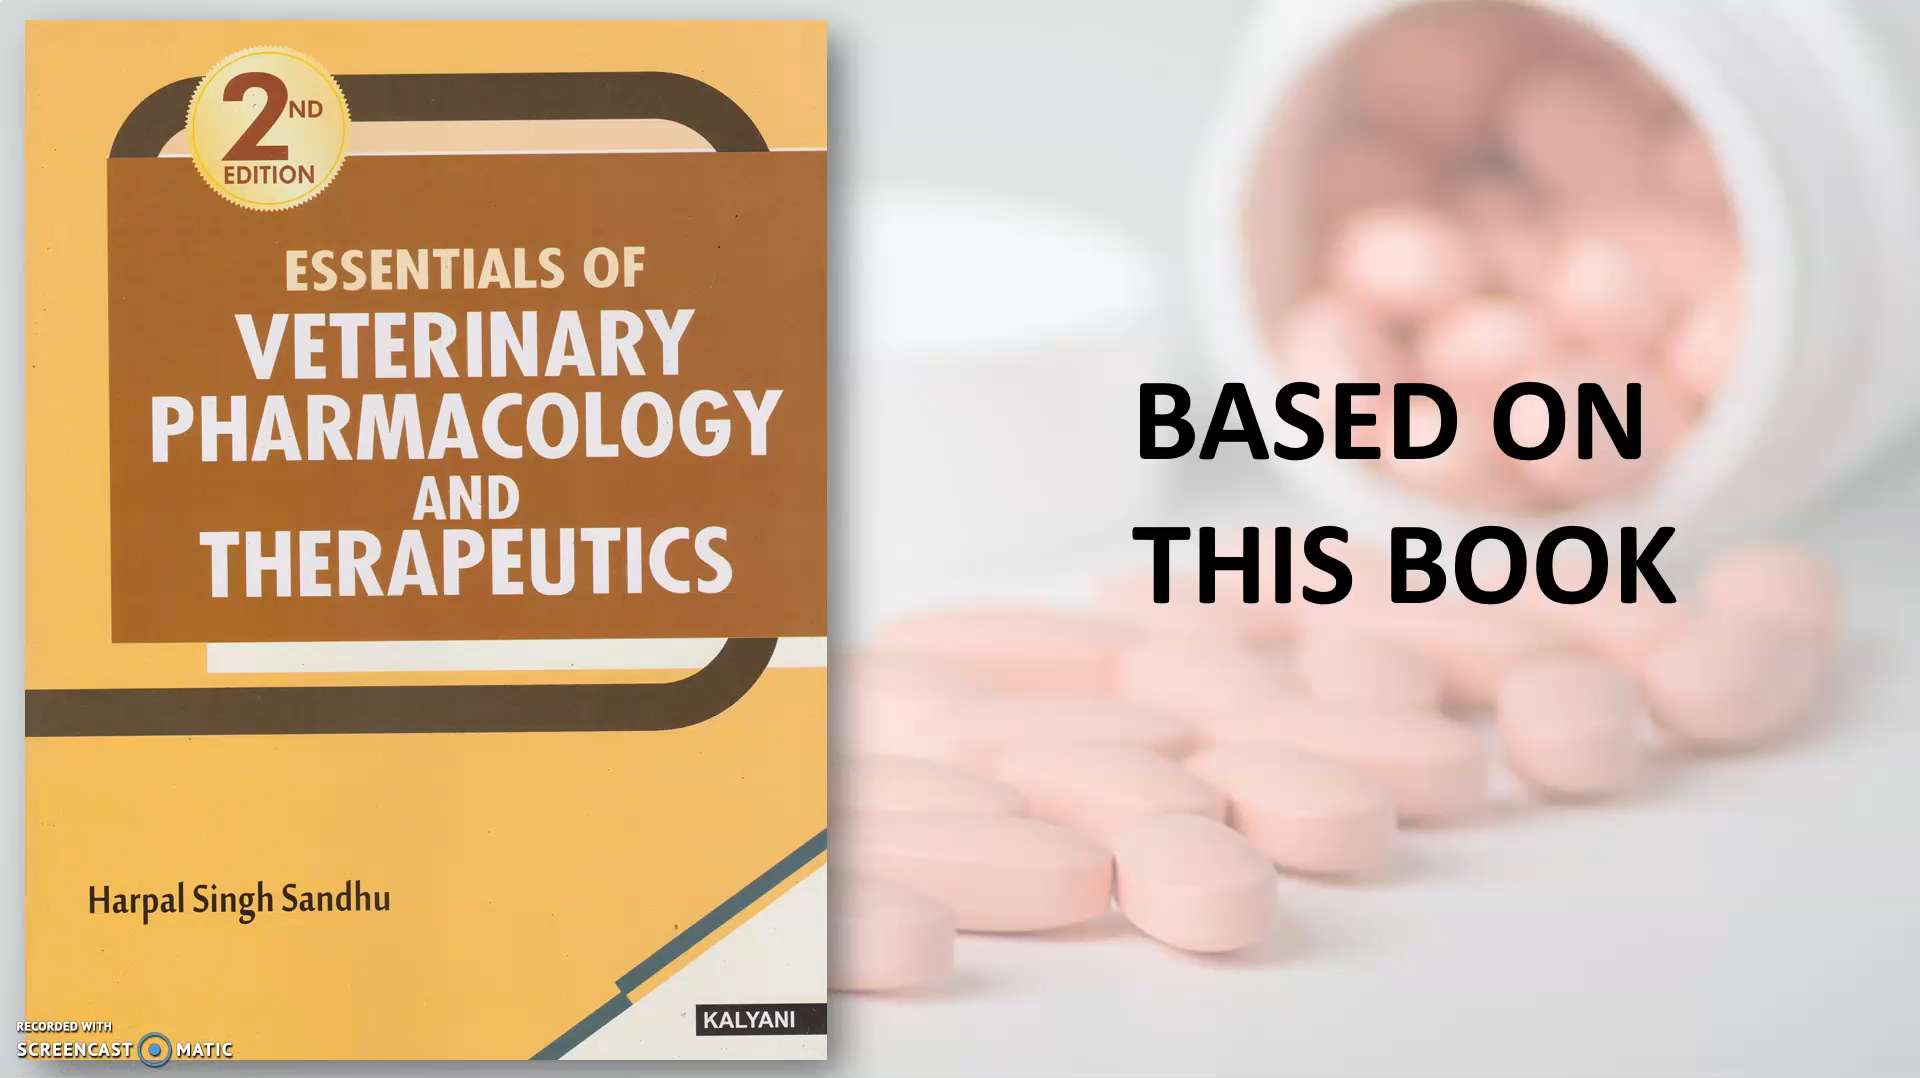 2ND
EDITION
ESSENTIALS OF
VETERINARY
PHARMACOLOGY
AND
THERAPEUTICS
Harpal Singh Sandhu
KALYANI
BASED ON
THIS BOOK
RECORDED WITH
SCREENCAST MATIC